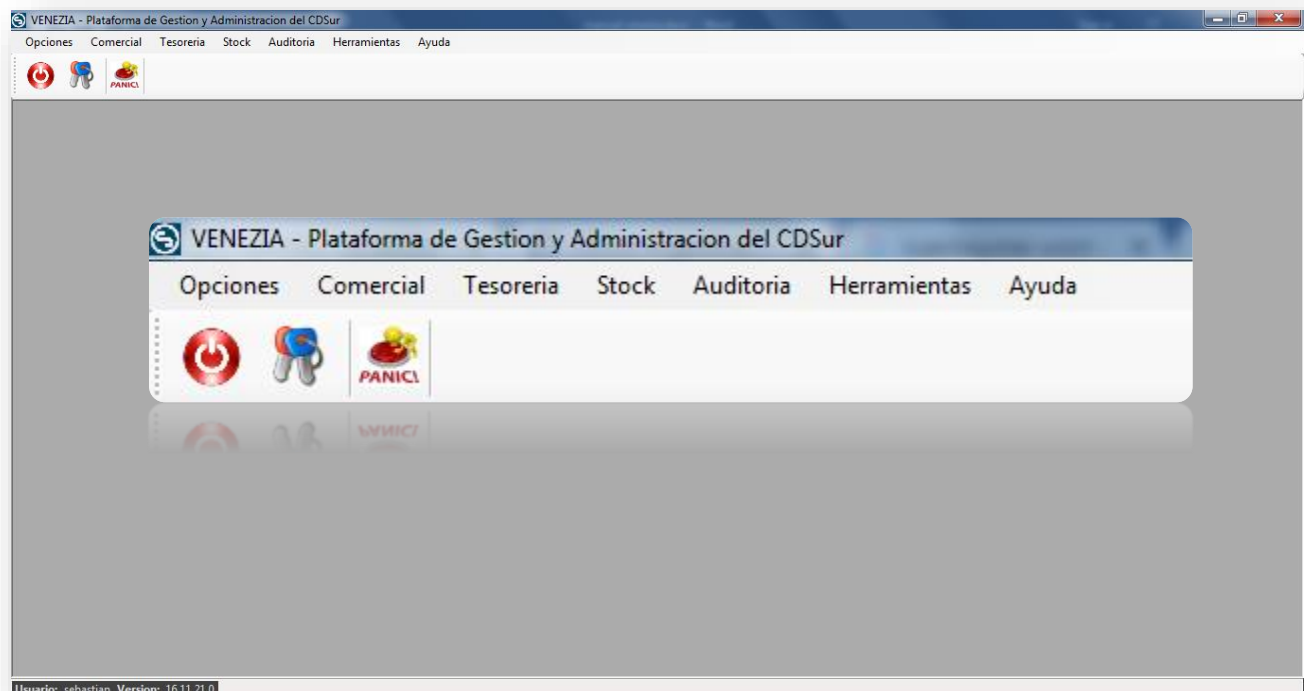 VENEZIA - Plataforma de Gestion y Administracion del CDSur
Opciones Comercial Tesoreria Stock Auditoria Herramientas Ayuda
PANIC!
VENEZIA - Plataforma de Gestion y Administracion del CDSur
Opciones Comercial Tesoreria Stock Auditoria Herramientas Ayuda
PANIC!
Usuario: sebastian Version: 16.11.21.0